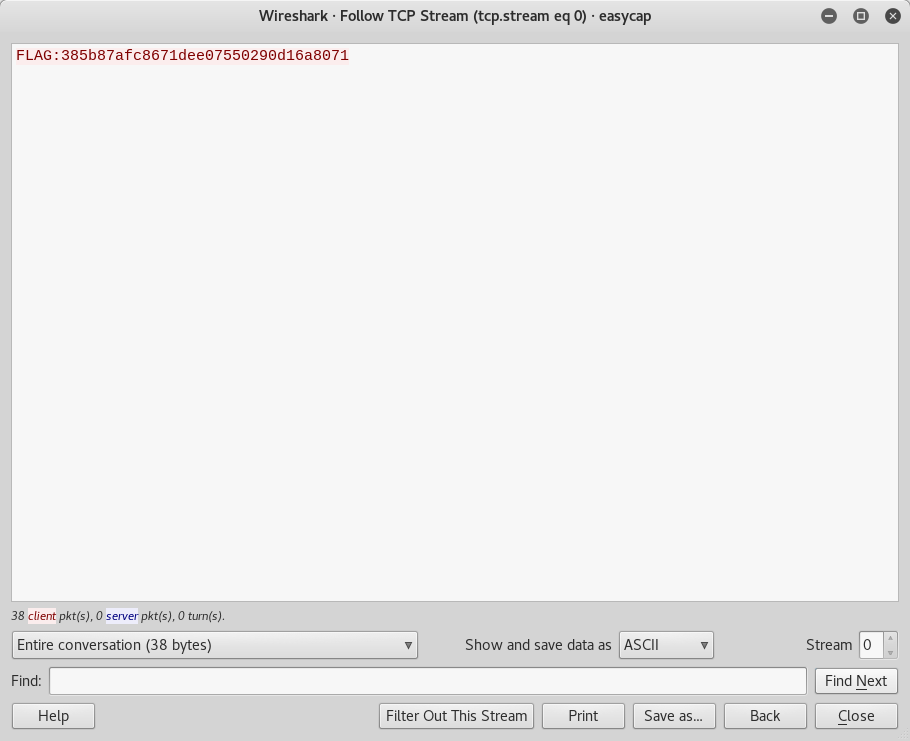 Wireshark · Follow TCP Stream (tcp.stream eq 0) · easycap
FLAG:385b87afc8671dee07550290d16a8071
38 client pkt(s), 0 server pkt(s), 0 turn(s).
Entire conversation (38 bytes) Show and save data as ASCII Stream 0
Find: Find Next
Help Filter Out This Stream Print Save as... Back Close